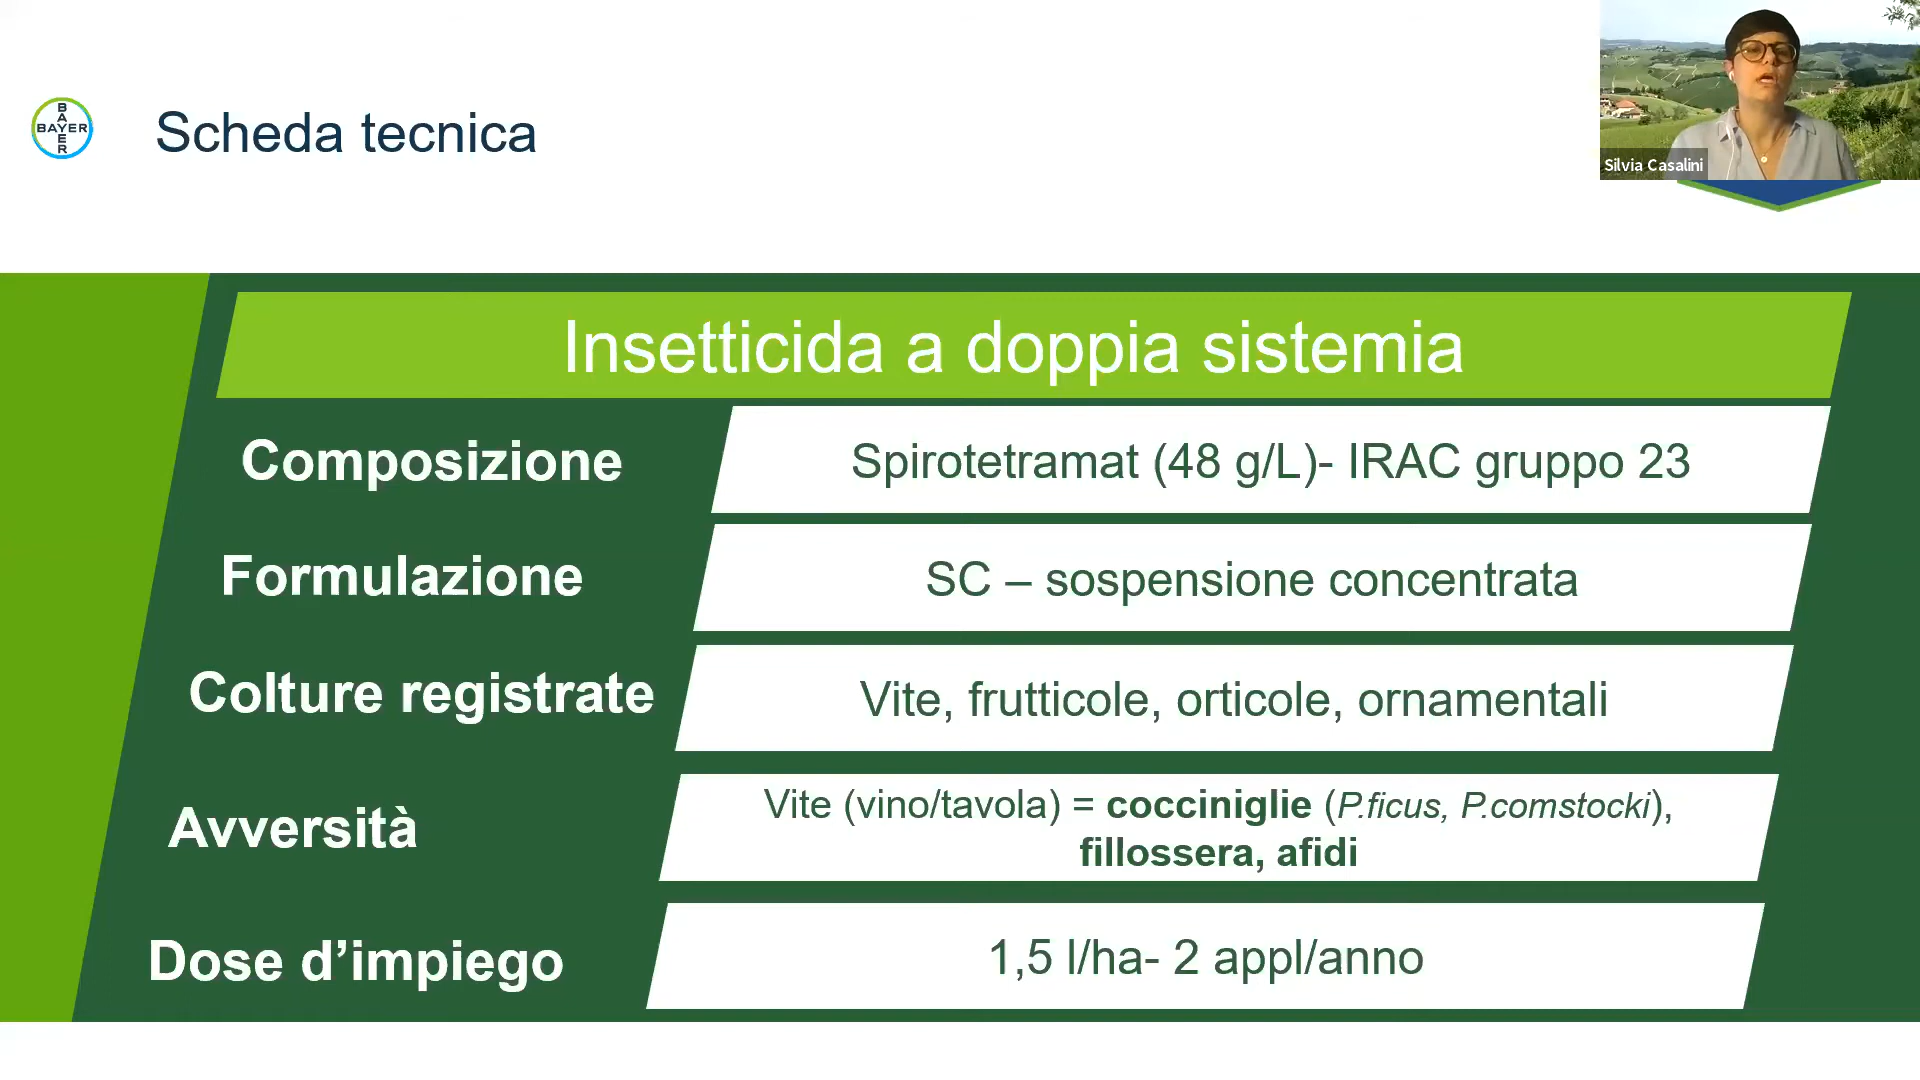 BAYER
BAYER
Scheda tecnica
Silvia Casalini
Insetticida a doppia sistemia
Composizione
Spirotetramat (48 g/L)- IRAC gruppo 23
Formulazione
SC – sospensione concentrata
Colture registrate
Vite, frutticole, orticole, ornamentali
Avversità
Vite (vino/tavola) = cocciniglie (P.ficus, P.comstocki),
fillossera, afidi
Dose d’impiego
1,5 l/ha- 2 appl/anno